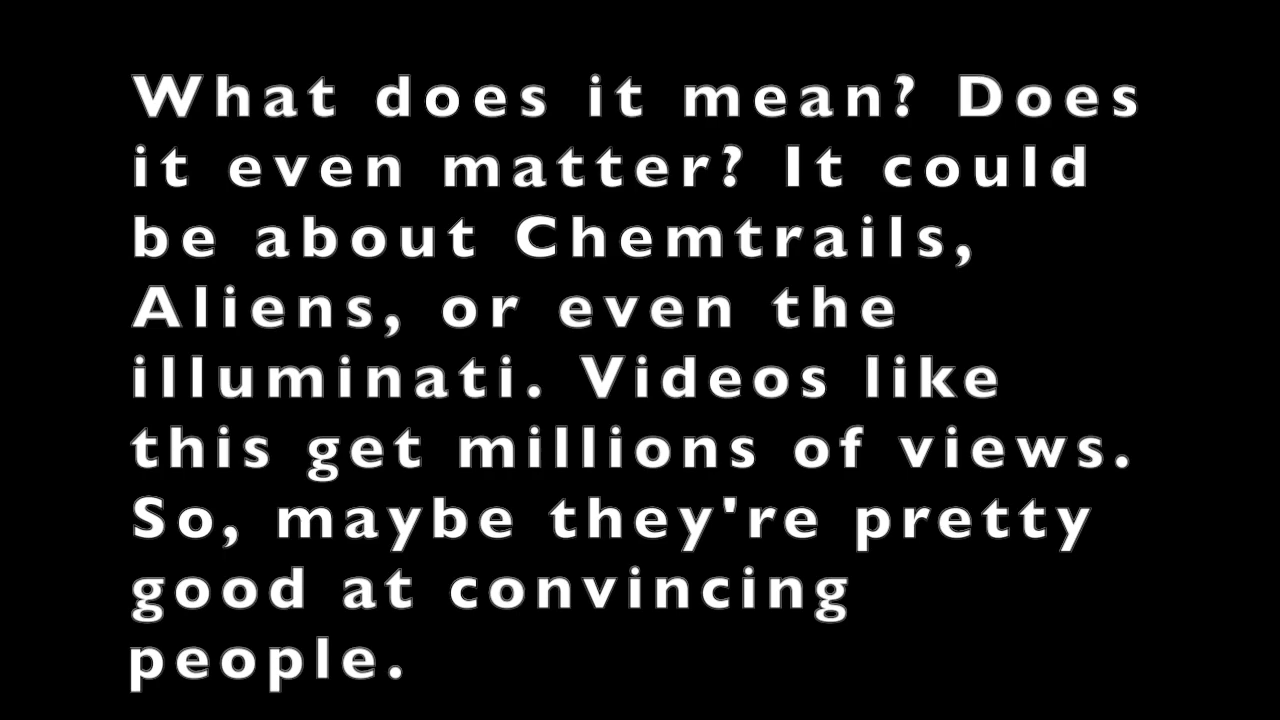 What does it mean? Does
it even matter? It could
be about Chemtrails,
Aliens, or even the
illuminati. Videos like
this get millions of views.
So, maybe they're pretty
good at convincing
people.